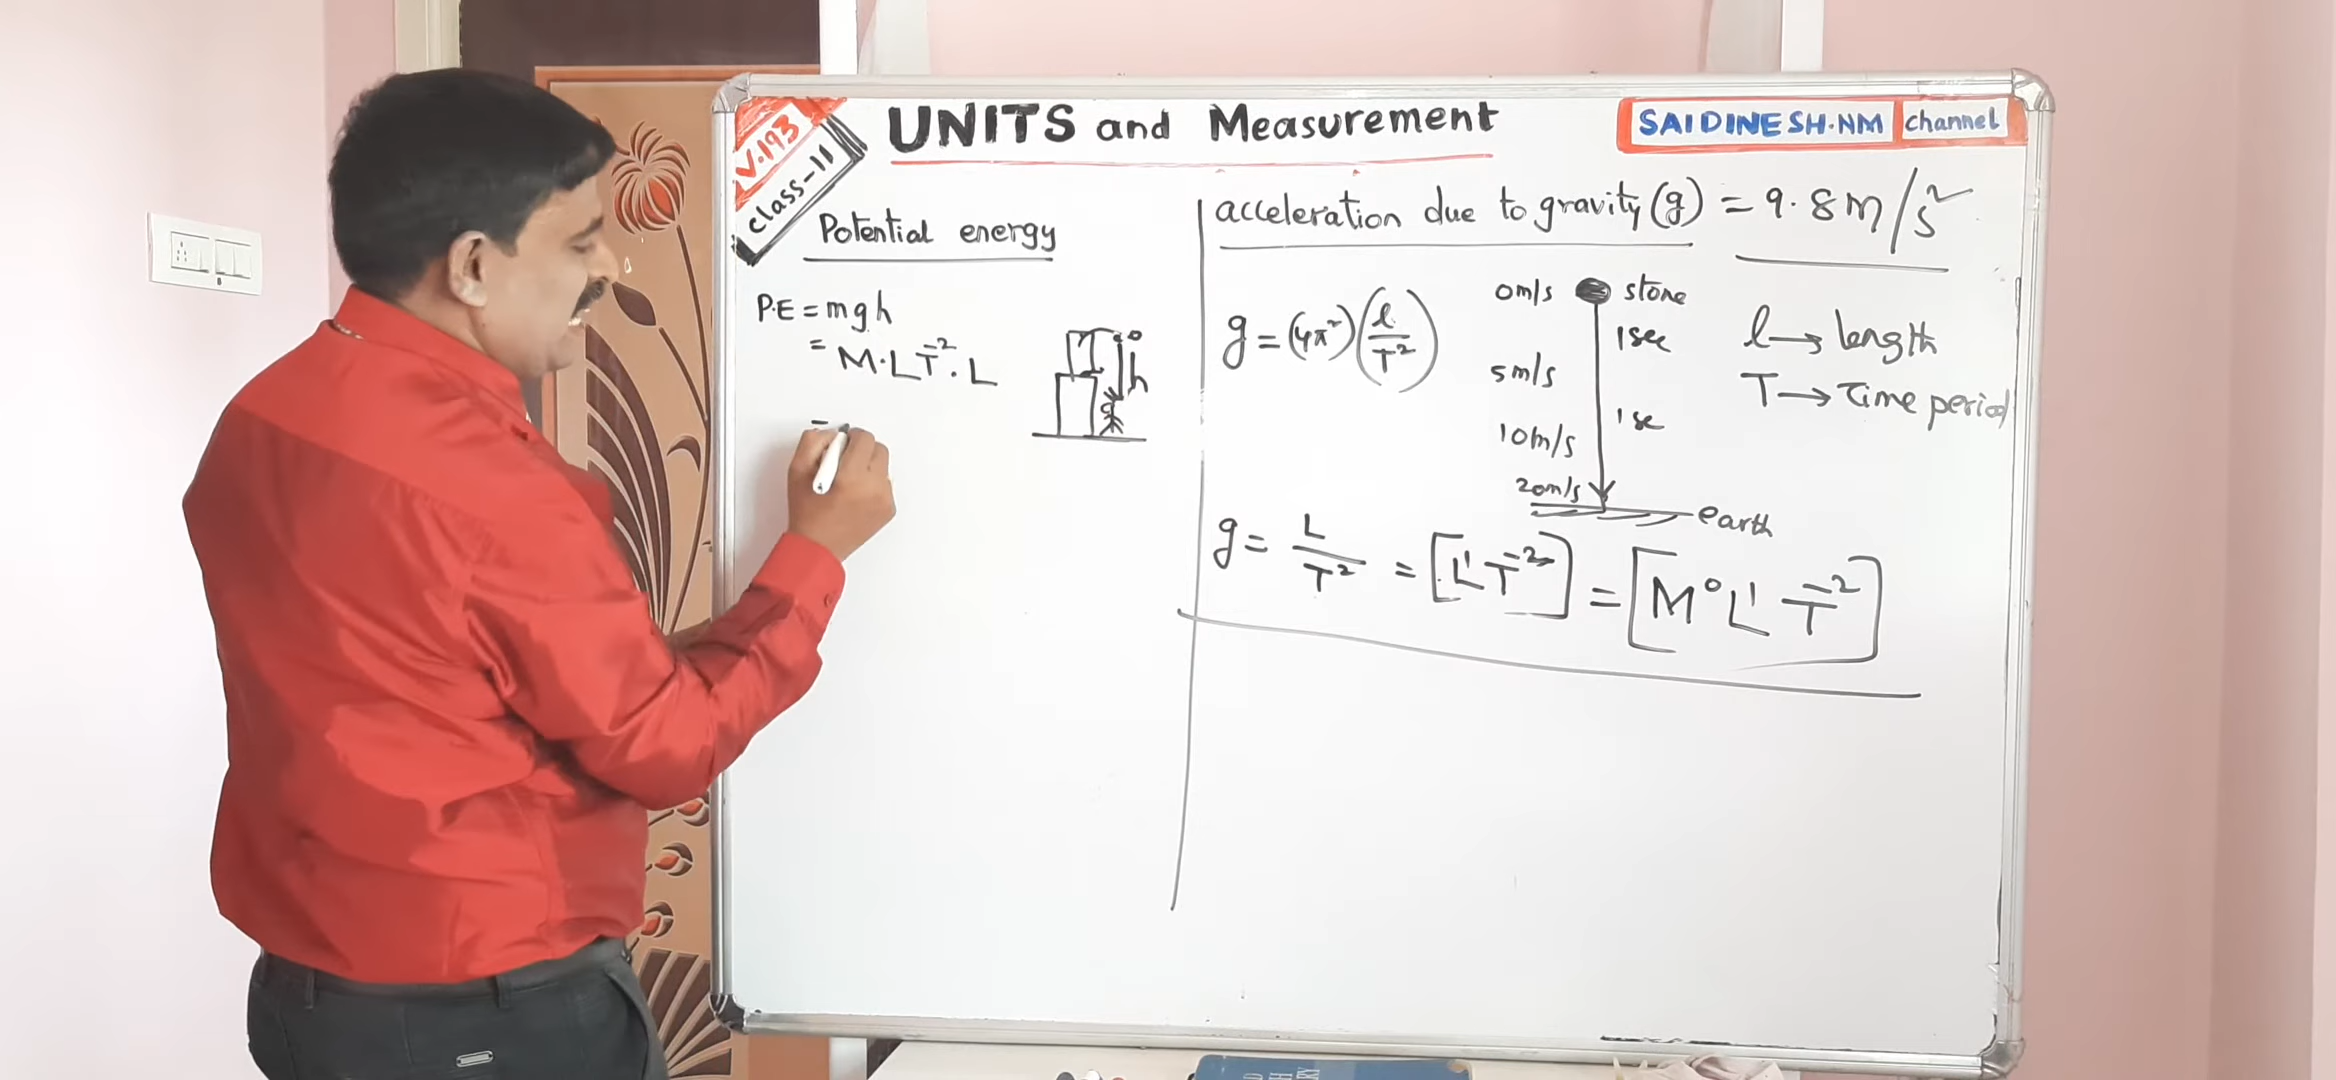 V.193
class-11
UNITS and Measurement
SAIDINESH.NM channel
Potential energy
P.E = mgh
= M.LT⁻².L
=
h
acceleration due to gravity (g) = 9.8m/s²
g = (4π²)(l/T²)
0m/s stone
1sec
5m/s
1se
10m/s
20m/s
earth
l → length
T → Time period
g = L/T² = [L¹T⁻²] = [M⁰L¹T⁻²]